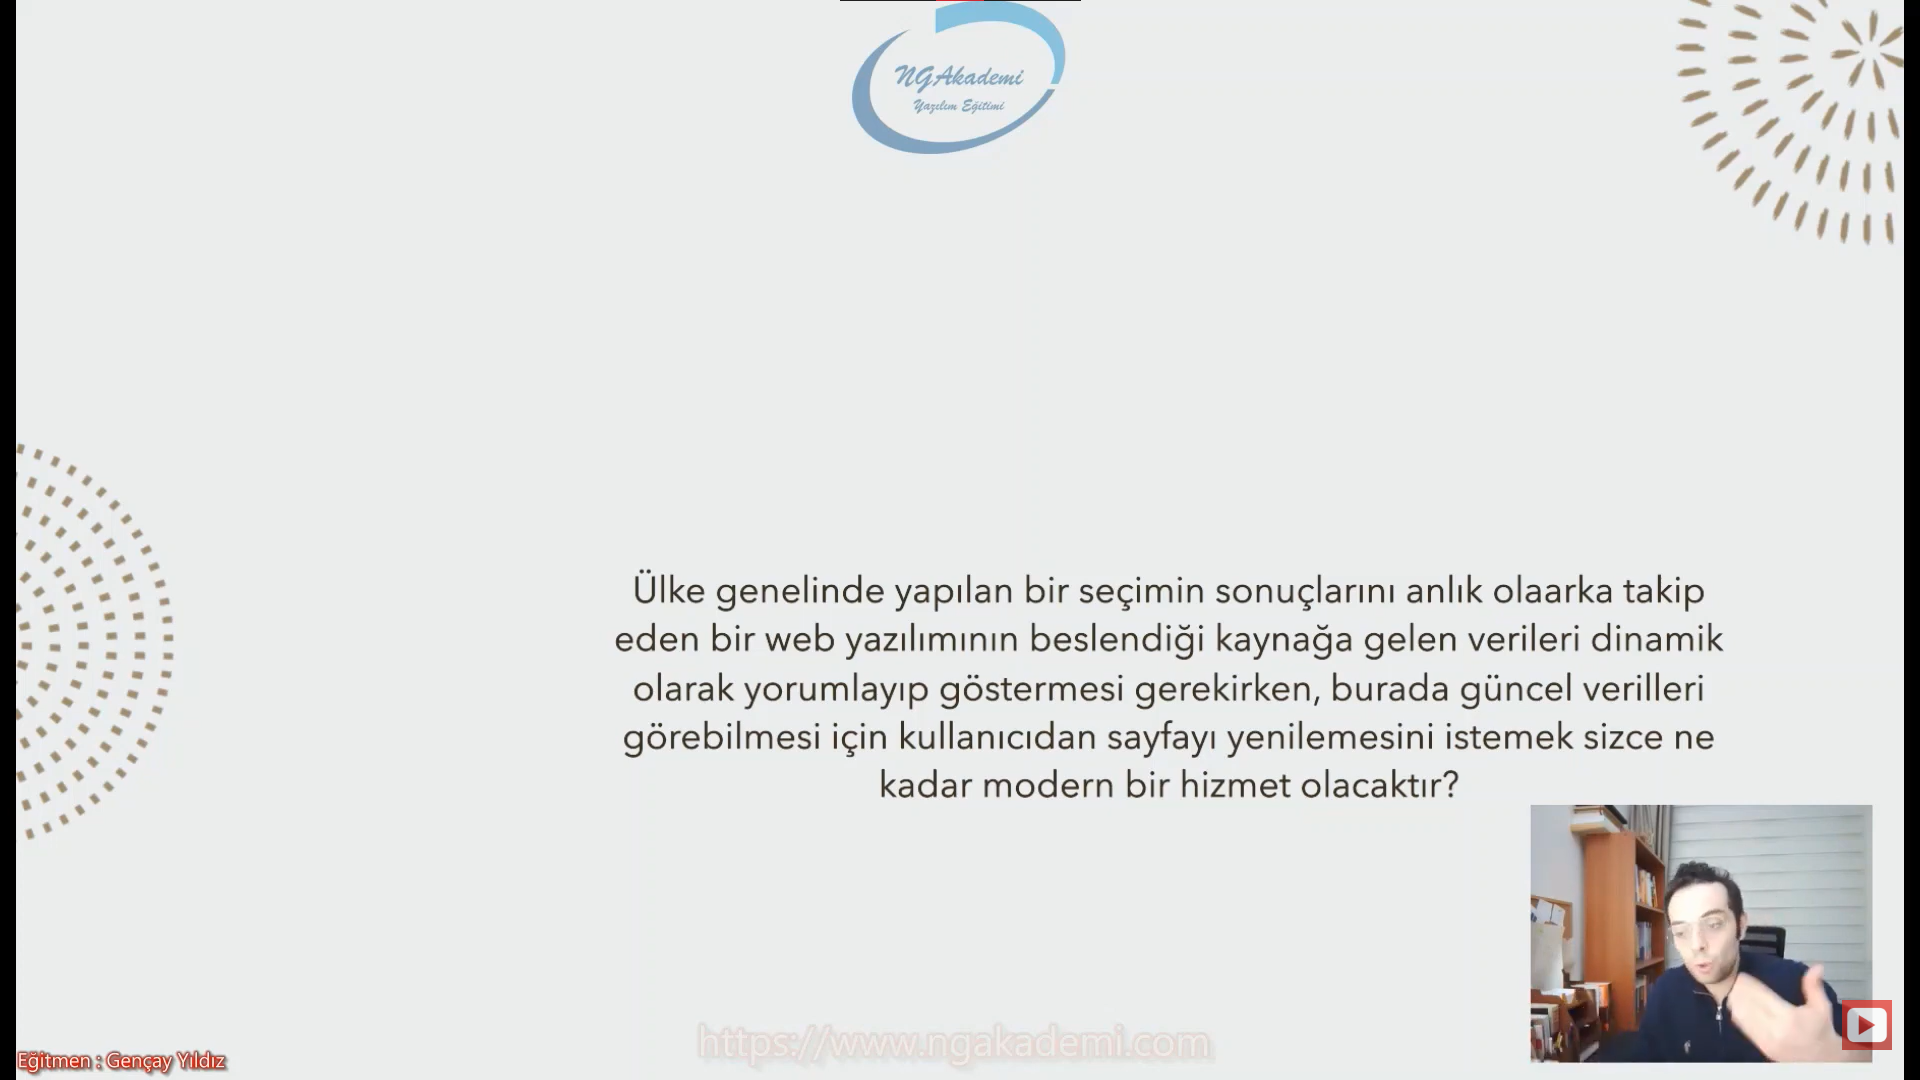 NGAkademi
Yazılım Eğitimi
Ülke genelinde yapılan bir seçimin sonuçlarını anlık olaarka takip
eden bir web yazılımının beslendiği kaynağa gelen verileri dinamik
olarak yorumlayıp göstermesi gerekirken, burada güncel verilleri
görebilmesi için kullanıcıdan sayfayı yenilemesini istemek sizce ne
kadar modern bir hizmet olacaktır?
https://www.ngakademi.com
Eğitmen : Gençay Yıldız